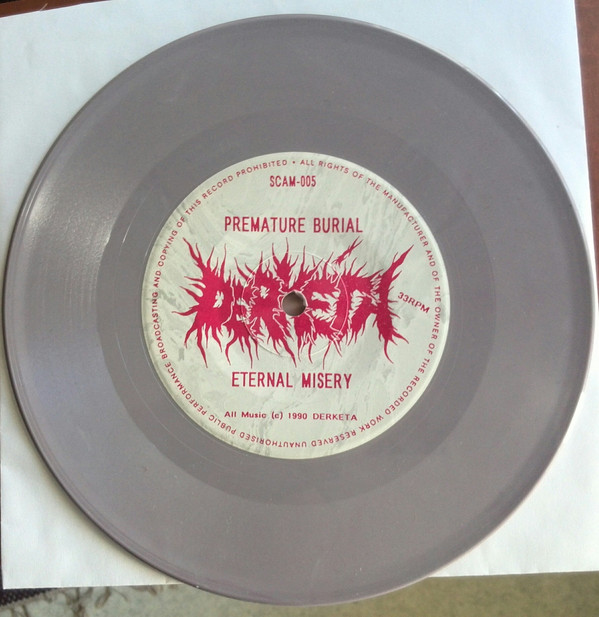 SCAM-005
PREMATURE BURIAL
DERKETA
33RPM
ETERNAL MISERY
All Music (c) 1990 DERKETA
ALL RIGHTS OF THE MANUFACTURER AND OF THE OWNER OF THE RECORDED WORK RESERVED UNAUTHORISED PUBLIC PERFORMANCE BROADCASTING AND COPYING OF THIS RECORD PROHIBITED •